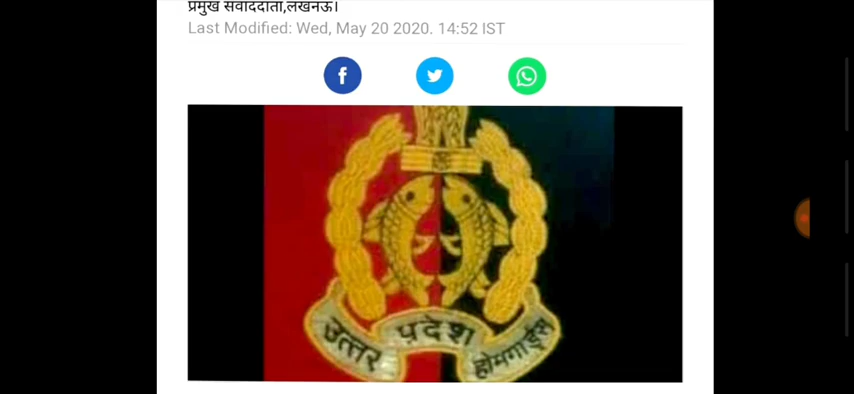 प्रमुख संवाददाता,लखनऊ।
Last Modified: Wed, May 20 2020. 14:52 IST
उत्तर प्रदेश होमगार्ड्स